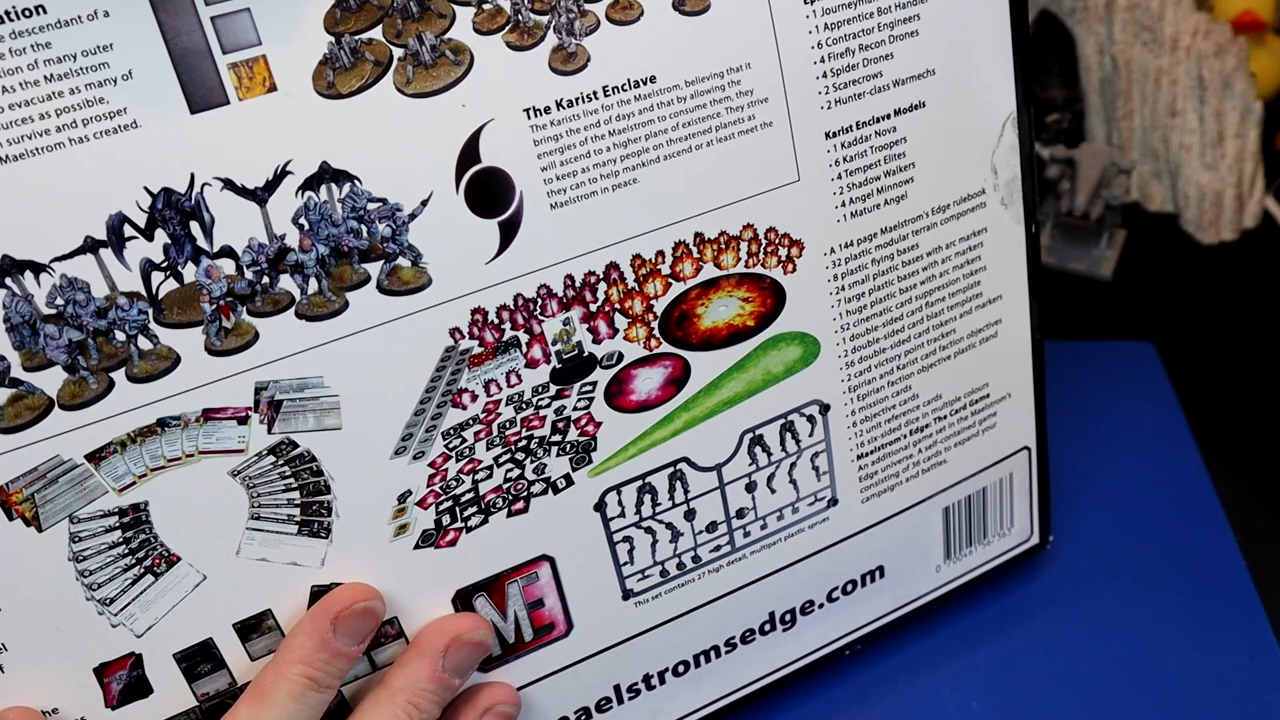 descendant of a
for the
tion of many outer
As the Maelstrom
evacuate as many of
urces as possible,
survive and prosper
Maelstrom has created.
The Karist Enclave
The Karists live for the Maelstrom, believing that it
brings the end of days and that by allowing the
energies of the Maelstrom to consume them, they
will ascend to a higher plane of existence. They strive
to keep as many people on threatened planets as
they can to help mankind ascend or at least meet the
Maelstrom in peace.
• 1 Journeyman
• 1 Apprentice Bot Handler
• 6 Contractor Engineers
• 4 Firefly Recon Drones
• 4 Spider Drones
• 2 Scarecrows
• 2 Hunter-class Warmechs
Karist Enclave Models
• 1 Kaddar Nova
• 6 Karist Troopers
• 4 Tempest Elites
• 2 Shadow Walkers
• 4 Angel Minnows
• 1 Mature Angel
• A 144 page Maelstrom's Edge rulebook
• 32 plastic modular terrain components
• 8 plastic flying bases
• 24 small plastic bases with arc markers
• 7 large plastic bases with arc markers
• 1 huge plastic base with arc markers
• 52 cinematic card suppression tokens
• 1 double-sided card flame template
• 2 double-sided card blast templates
• 56 double-sided card tokens and markers
• 2 card victory point trackers
• Epirian and Karist card faction objectives
• 1 Epirian faction objective plastic stand
• 6 mission cards
• 6 objective cards
• 12 unit reference cards
• 16 six-sided dice in multiple colours
• Maelstrom's Edge: The Card Game
An additional game set in the Maelstrom's
Edge universe. A self-contained game
consisting of 36 cards to expand your
campaigns and battles.
This set contains 27 high detail, multipart plastic sprues
ME
maelstromsedge.com